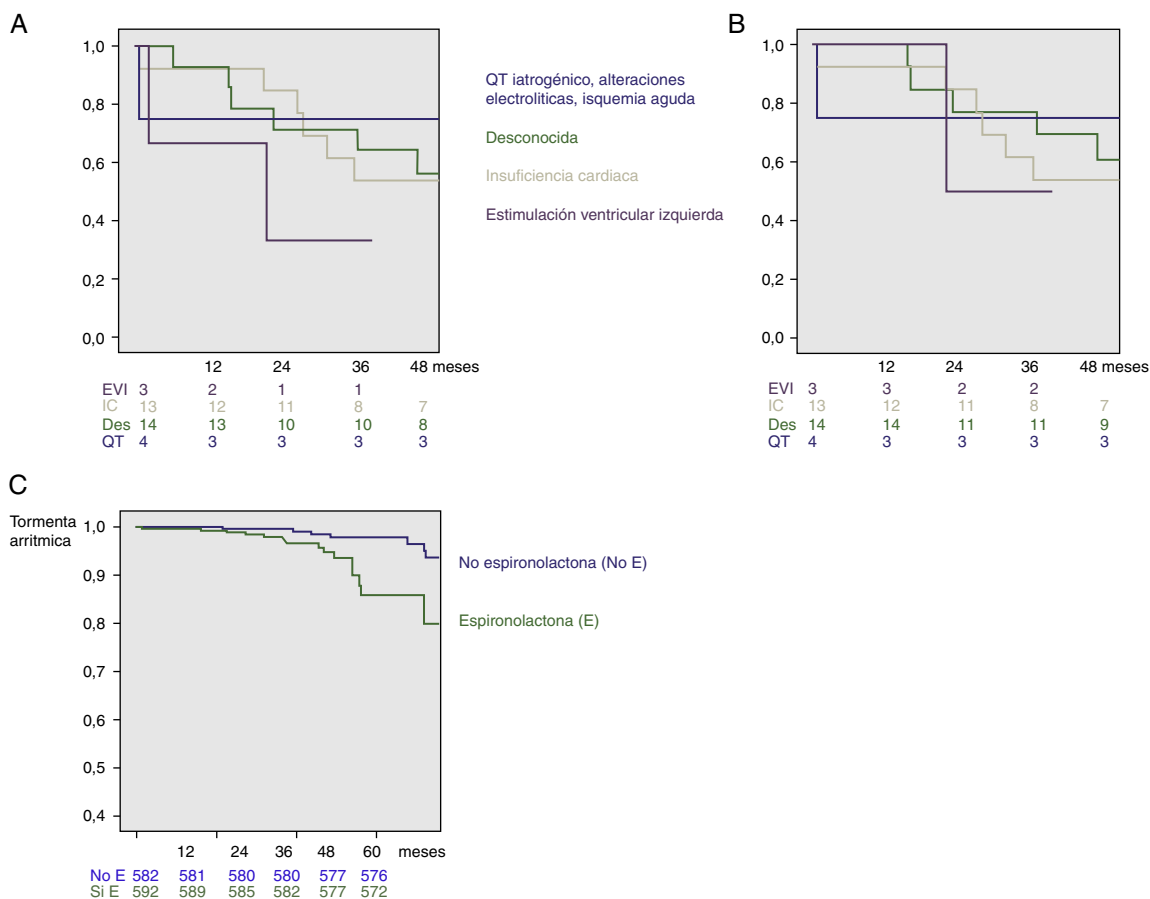 A
1,0
0,8
0,6
0,4
0,2
0,0
12 24 36 48 meses
EVI 3 2 1 1
IC 13 12 11 8 7
Des 14 13 10 10 8
QT 4 3 3 3 3
QT iatrogénico, alteraciones
electroliticas, isquemia aguda
Desconocida
Insuficiencia cardiaca
Estimulación ventricular izquierda
B
1,0
0,8
0,6
0,4
0,2
0,0
12 24 36 48 meses
EVI 3 3 2 2
IC 13 12 11 8 7
Des 14 14 11 11 9
QT 4 3 3 3 3
C
Tormenta
arritmica
1,0
0,9
0,8
0,7
0,6
0,5
0,4
No espironolactona (No E)
Espironolactona (E)
12 24 36 48 60 meses
No E 582 581 580 580 577 576
Si E 592 589 585 582 577 572